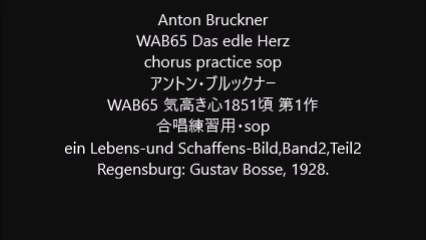 Anton Bruckner
WAB65 Das edle Herz
chorus practice sop
アントン・ブルックナー
WAB65 気高き心1851頃 第1作
合唱練習用・sop
ein Lebens-und Schaffens-Bild,Band2,Teil2
Regensburg: Gustav Bosse, 1928.